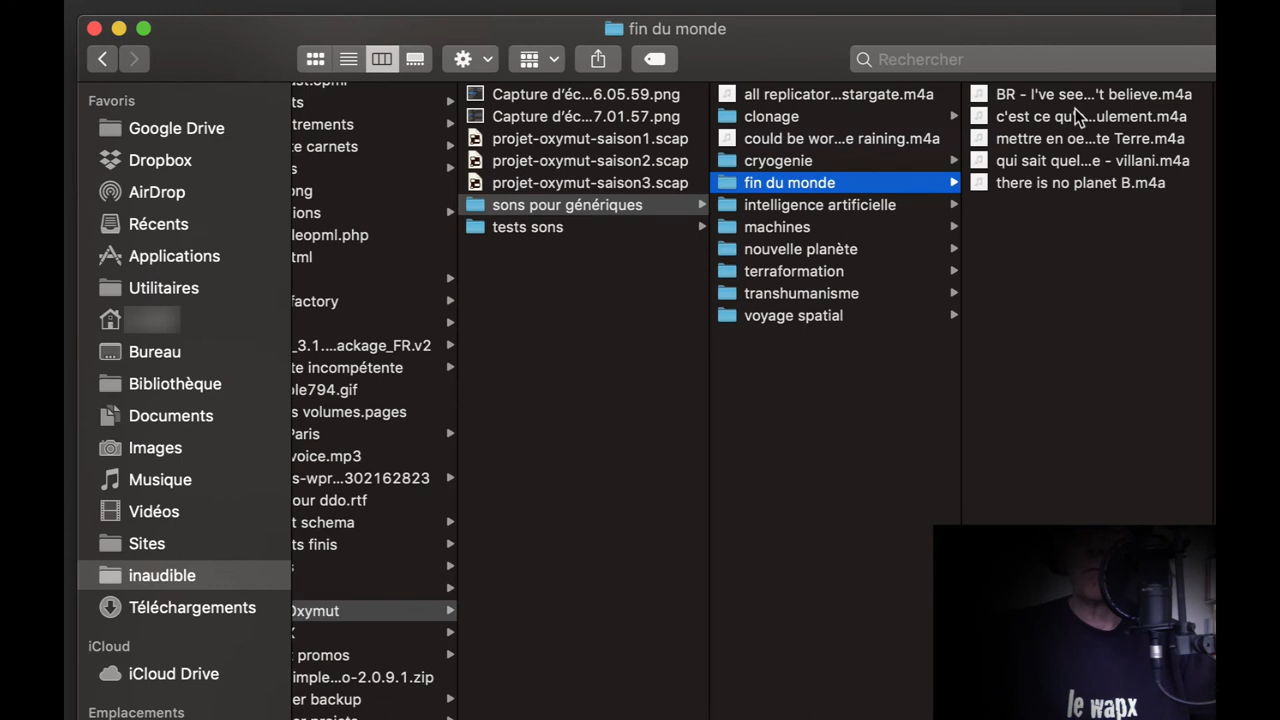 fin du monde
Rechercher
Favoris
Google Drive
Dropbox
AirDrop
Récents
Applications
Utilitaires
Bureau
Bibliothèque
Documents
Images
Musique
Vidéos
Sites
inaudible
Téléchargements
iCloud
iCloud Drive
Emplacements
ts
trements
te carnets
ng
ions
leopml.php
tml
factory
_3.1....ackage_FR.v2
te incompétente
ple794.gif
s volumes.pages
Paris
voice.mp3
s-wpr...302162823
our ddo.rtf
t schema
ts finis
s
Oxymut
X
t promos
imple...o-2.0.9.1.zip
er backup
Capture d'éc...6.05.59.png
Capture d'éc...7.01.57.png
projet-oxymut-saison1.scap
projet-oxymut-saison2.scap
projet-oxymut-saison3.scap
sons pour génériques
tests sons
all replicator...stargate.m4a
clonage
could be wor...e raining.m4a
cryogenie
fin du monde
intelligence artificielle
machines
nouvelle planète
terraformation
transhumanisme
voyage spatial
BR - I've see...'t believe.m4a
c'est ce qu...ulement.m4a
mettre en oe...te Terre.m4a
qui sait quel...e - villani.m4a
there is no planet B.m4a
le wapx